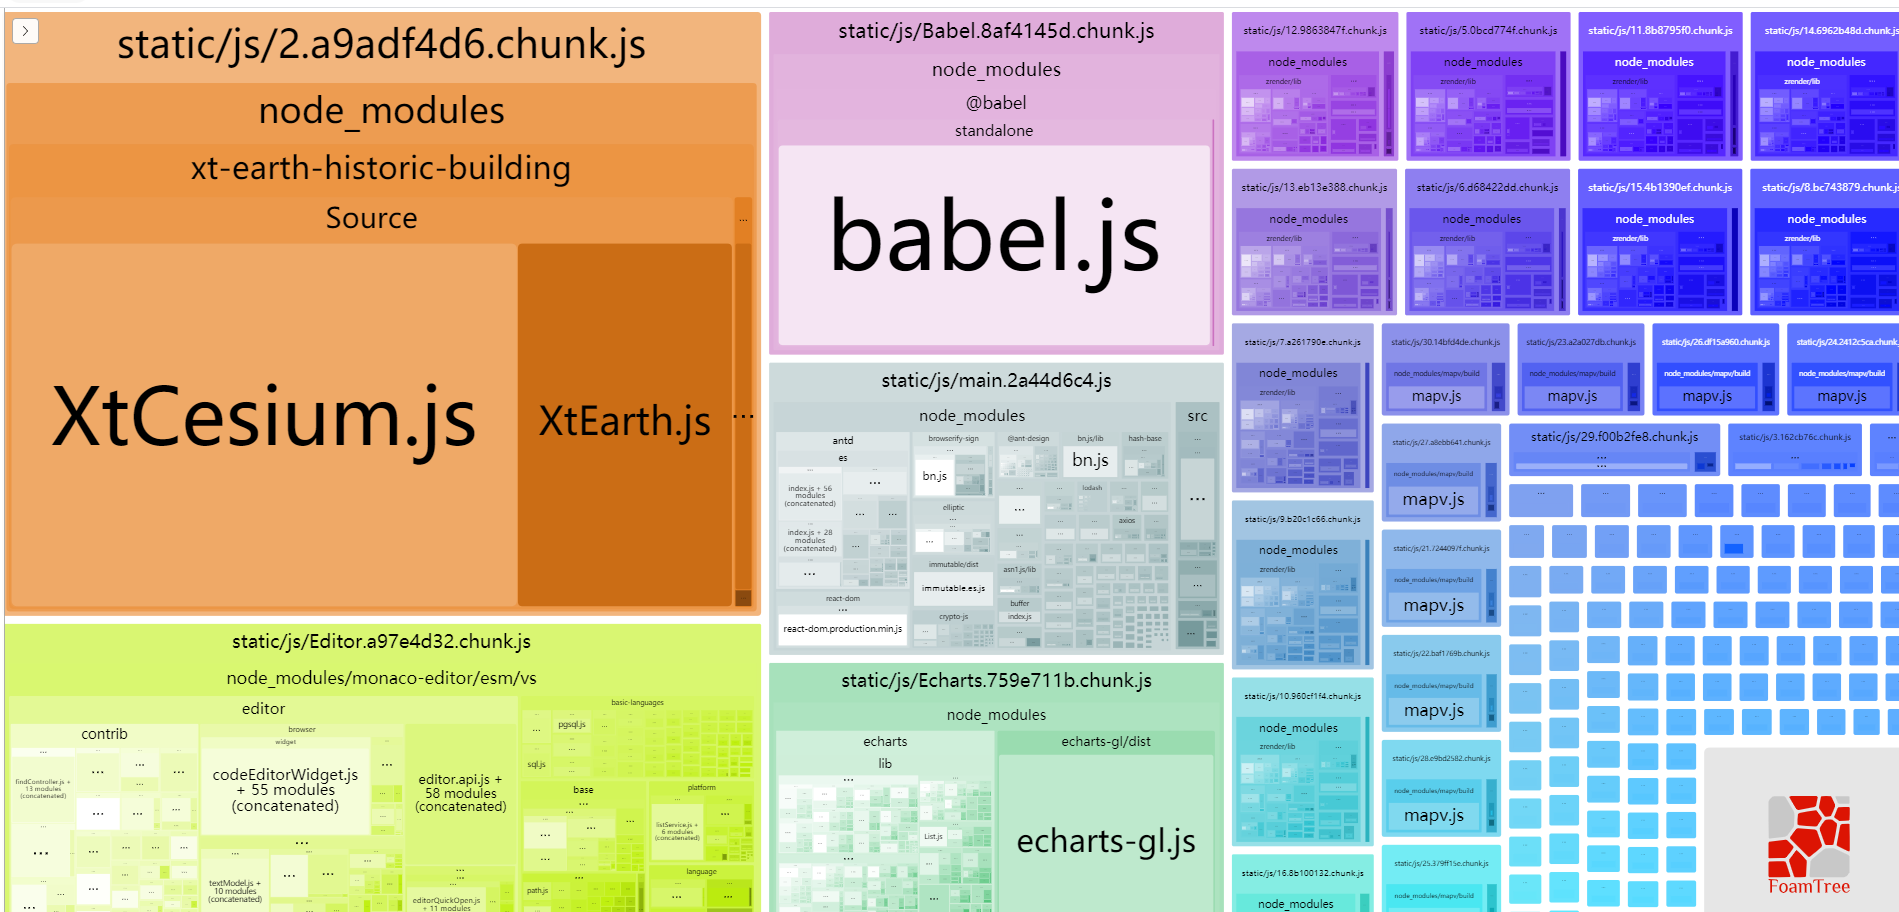 static/js/2.a9adf4d6.chunk.js
node_modules
xt-earth-historic-building
Source
XtCesium.js
XtEarth.js
...
...
static/js/Editor.a97e4d32.chunk.js
node_modules/monaco-editor/esm/vs
editor
contrib
findController.js +
13 modules
(concatenated)
browser
widget
codeEditorWidget.js
+ 55 modules
(concatenated)
textModel.js +
10 modules
(concatenated)
editor.api.js +
58 modules
(concatenated)
editorQuickOpen.js
+ 11 modules
basic-languages
pgsql.js
sql.js
base
path.js
platform
listService.js +
6 modules
(concatenated)
language
static/js/Babel.8af4145d.chunk.js
node_modules
@babel
standalone
babel.js
static/js/main.2a44d6c4.js
node_modules
src
antd
es
index.js + 56
modules
(concatenated)
index.js + 28
modules
(concatenated)
react-dom
react-dom.production.min.js
browserify-sign
bn.js
elliptic
immutable/dist
immutable.es.js
crypto-js
@ant-design
bn.js/lib
bn.js
hash-base
lodash
axios
asn1.js/lib
buffer
index.js
static/js/Echarts.759e711b.chunk.js
node_modules
echarts
lib
List.js
echarts-gl/dist
echarts-gl.js
static/js/12.9863847f.chunk.js
node_modules
zrender/lib
static/js/5.0bcd774f.chunk.js
node_modules
zrender/lib
static/js/11.8b8795f0.chunk.js
node_modules
zrender/lib
static/js/14.6962b48d.chunk.js
node_modules
zrender/lib
static/js/13.eb13e388.chunk.js
node_modules
zrender/lib
static/js/6.d68422dd.chunk.js
node_modules
zrender/lib
static/js/15.4b1390ef.chunk.js
node_modules
zrender/lib
static/js/8.bc743879.chunk.js
node_modules
zrender/lib
static/js/7.a261790e.chunk.js
node_modules
zrender/lib
static/js/30.14bfd4de.chunk.js
node_modules/mapv/build
mapv.js
static/js/23.a2a027db.chunk.js
node_modules/mapv/build
mapv.js
static/js/26.df15a960.chunk.js
node_modules/mapv/build
mapv.js
static/js/24.2412c5ca.chunk.js
node_modules/mapv/build
mapv.js
static/js/27.a8ebb641.chunk.js
node_modules/mapv/build
mapv.js
static/js/29.f00b2fe8.chunk.js
static/js/3.162cb76c.chunk.js
static/js/9.b20c1c66.chunk.js
node_modules
zrender/lib
static/js/21.7244097f.chunk.js
node_modules/mapv/build
mapv.js
static/js/22.baf1769b.chunk.js
node_modules/mapv/build
mapv.js
static/js/10.960cf1f4.chunk.js
node_modules
zrender/lib
static/js/28.e9bd2582.chunk.js
node_modules/mapv/build
mapv.js
static/js/16.8b100132.chunk.js
node_modules
static/js/25.379ff15e.chunk.js
node_modules/mapv/build
FoamTree